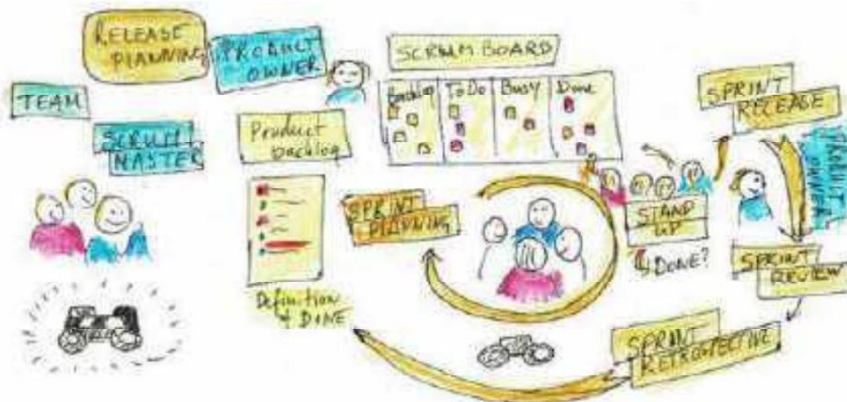 RELEASE
PLANNING
PRODUCT
OWNER
TEAM
SCRUM
MASTER
Product
backlog
Definition
of DONE
SCRUM BOARD
Backlog
To Do
Busy
Done
SPRINT
PLANNING
STAND
UP
DONE?
SPRINT
RELEASE
PRODUCT
OWNER
SPRINT
REVIEW
SPRINT
RETROSPECTIVE